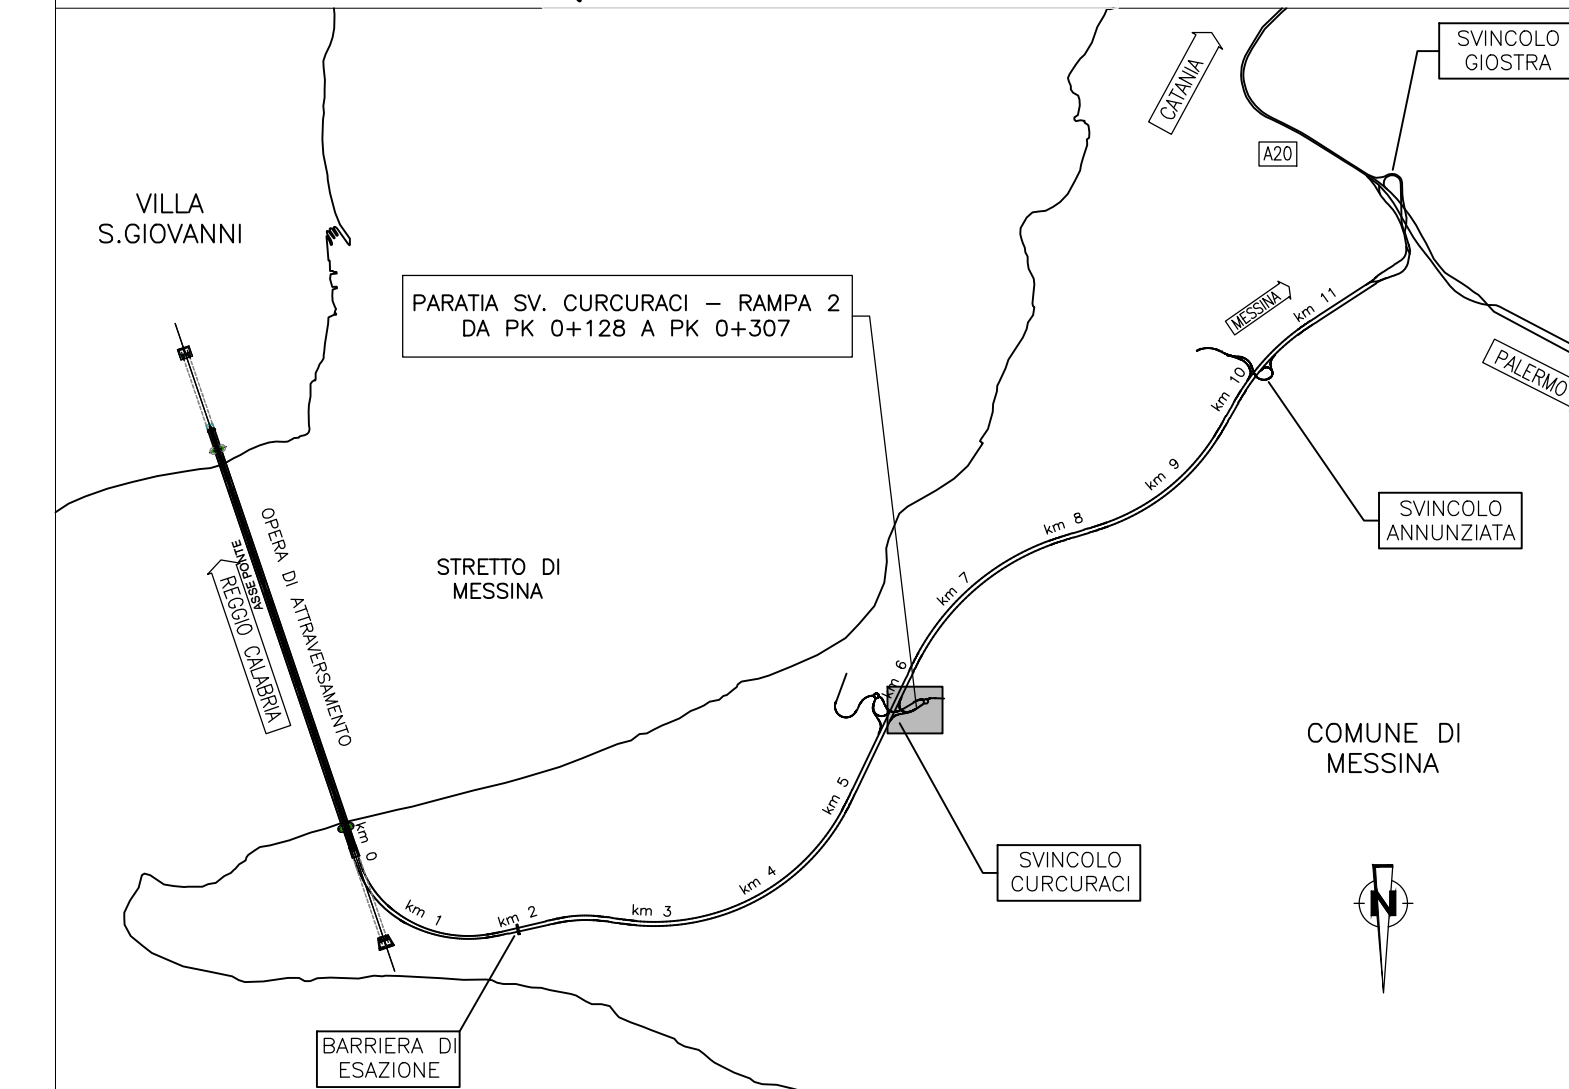 SVINCOLO
GIOSTRA
CATANIA
A20
VILLA
S.GIOVANNI
PARATIA SV. CURCURACI – RAMPA 2
DA PK 0+128 A PK 0+307
MESSINA
km 11
PALERMO
km 10
km 9
SVINCOLO
ANNUNZIATA
km 8
OPERA DI ATTRAVERSAMENTO
ASSE PONTE
REGGIO CALABRIA
STRETTO DI
MESSINA
km 7
km 6
COMUNE DI
MESSINA
km 5
km 0
SVINCOLO
CURCURACI
km 4
km 3
km 2
km 1
N
BARRIERA DI
ESAZIONE